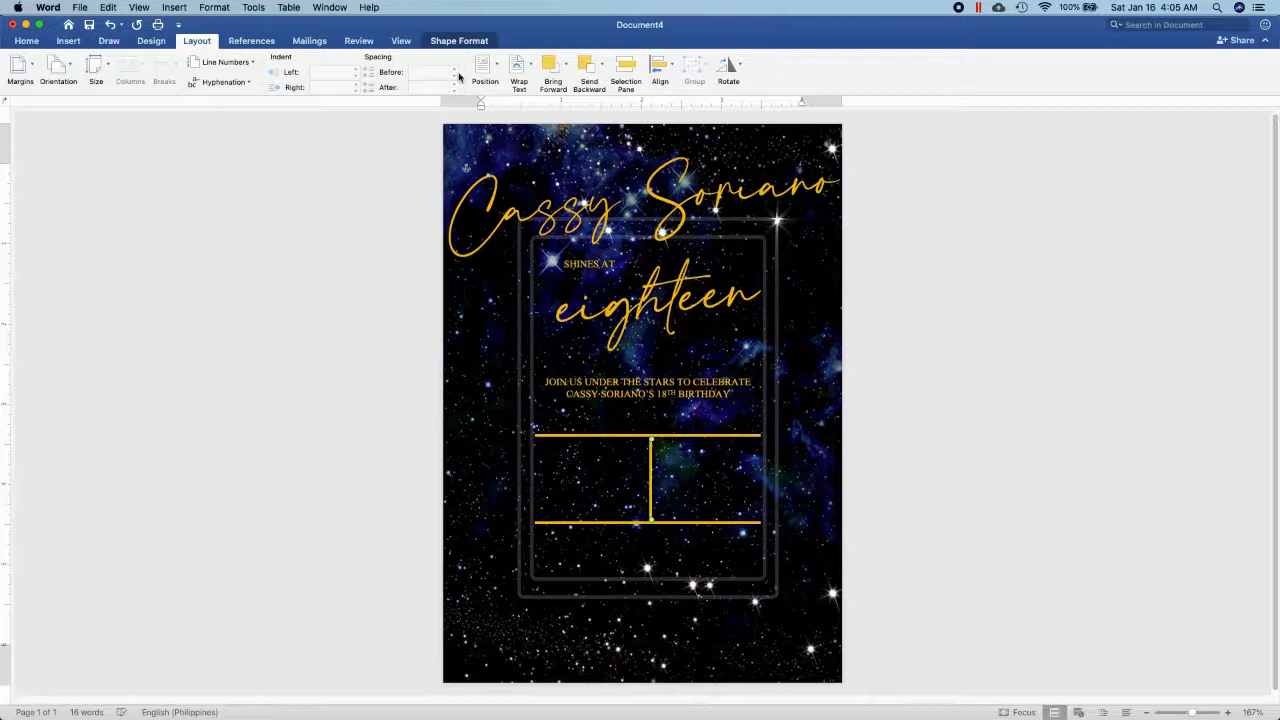 Word File Edit View Insert Format Tools Table Window Help
100% Sat Jan 16 4:05 AM
Document4
Search in Document
Home Insert Draw Design Layout References Mailings Review View Shape Format
Share
Margins Orientation Size Columns Breaks
Line Numbers
Hyphenation
Indent
Left:
Right:
Spacing
Before:
After:
Position Wrap Text Bring Forward Send Backward Selection Pane Align Group Rotate
1 2 3
Cassy Soriano
SHINES AT
eighteen
JOIN US UNDER THE STARS TO CELEBRATE
CASSY SORIANO'S 18TH BIRTHDAY
Page 1 of 1 16 words English (Philippines) Focus 167%